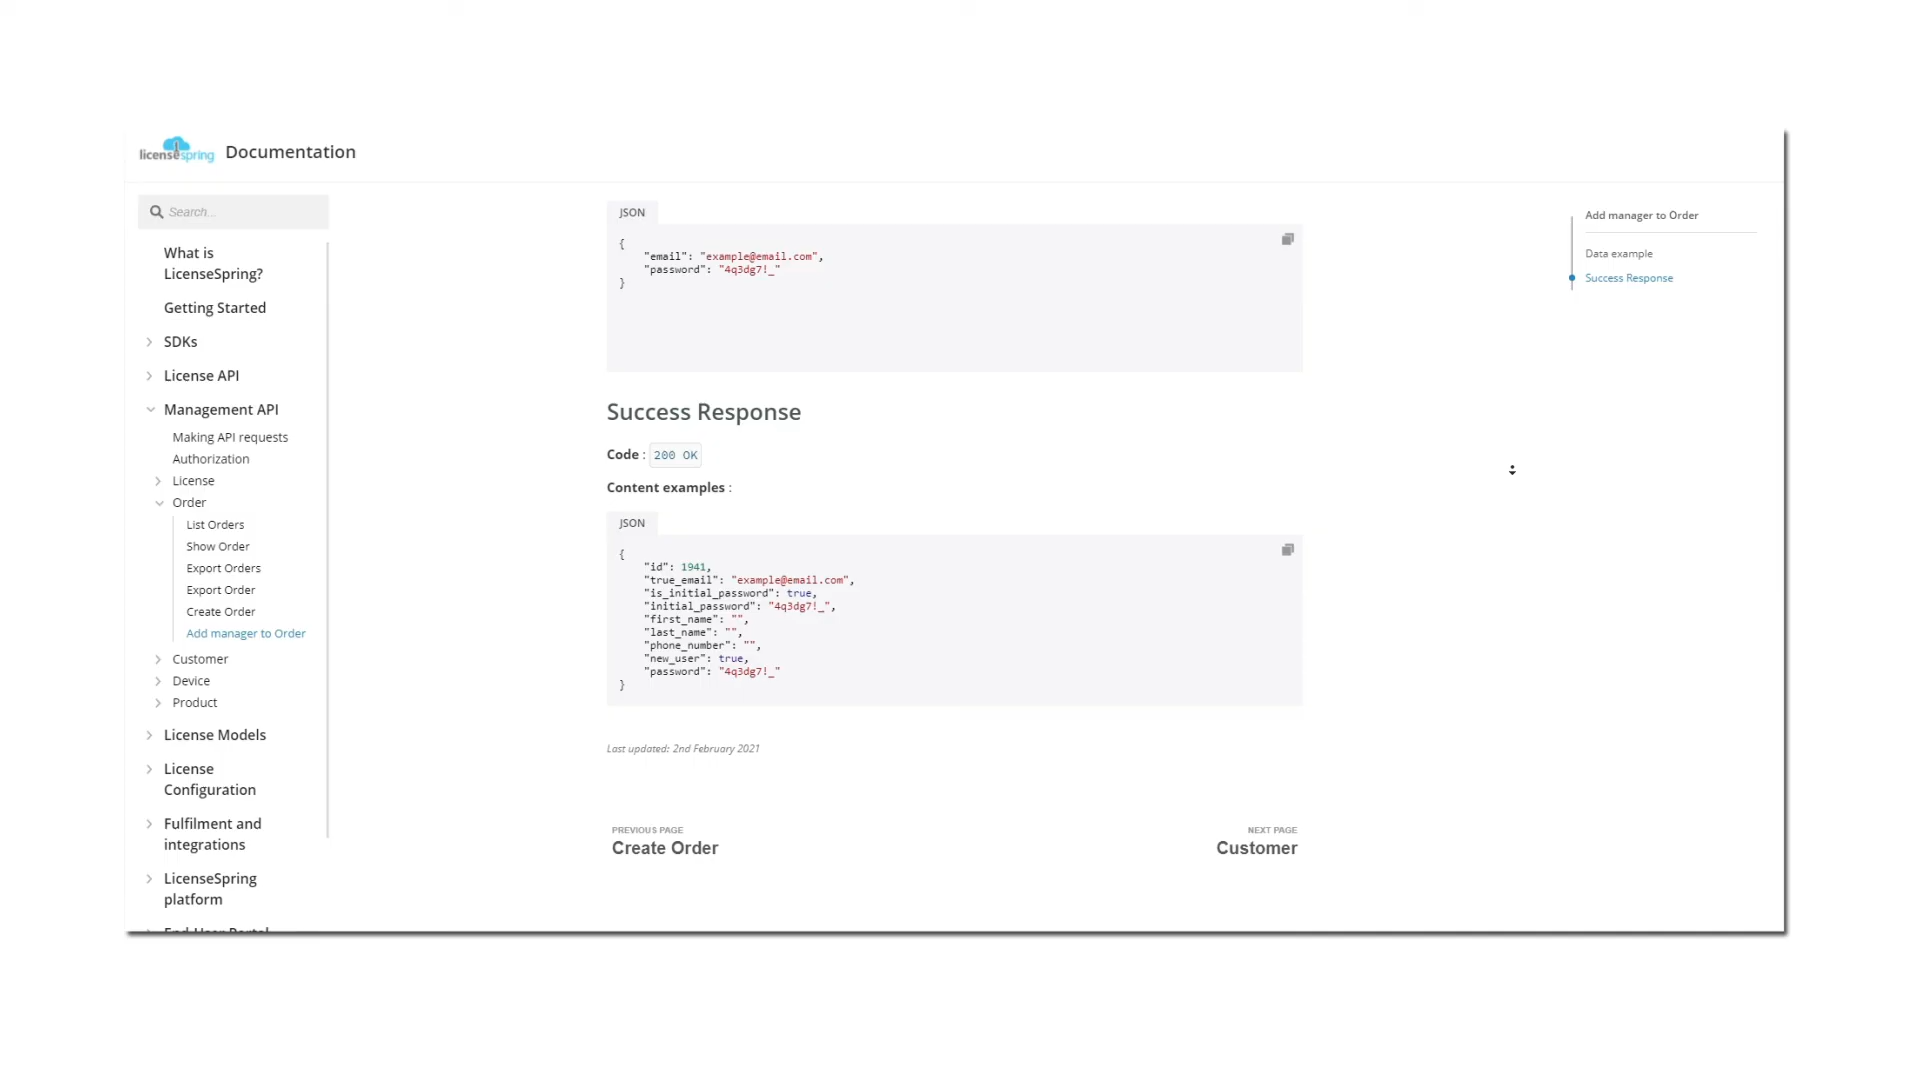 licensespring Documentation
Search...
What is
LicenseSpring?
Getting Started
SDKs
License API
Management API
Making API requests
Authorization
License
Order
List Orders
Show Order
Export Orders
Export Order
Create Order
Add manager to Order
Customer
Device
Product
License Models
License
Configuration
Fulfilment and
integrations
LicenseSpring
platform
End-User Portal
JSON
{
"email": "example@email.com",
"password": "4q3dg7!_"
}
Success Response
Code : 200 OK
Content examples :
JSON
{
"id": 1941,
"true_email": "example@email.com",
"is_initial_password": true,
"initial_password": "4q3dg7!_",
"first_name": "",
"last_name": "",
"phone_number": "",
"new_user": true,
"password": "4q3dg7!_"
}
Last updated: 2nd February 2021
PREVIOUS PAGE
Create Order
NEXT PAGE
Customer
Add manager to Order
Data example
Success Response